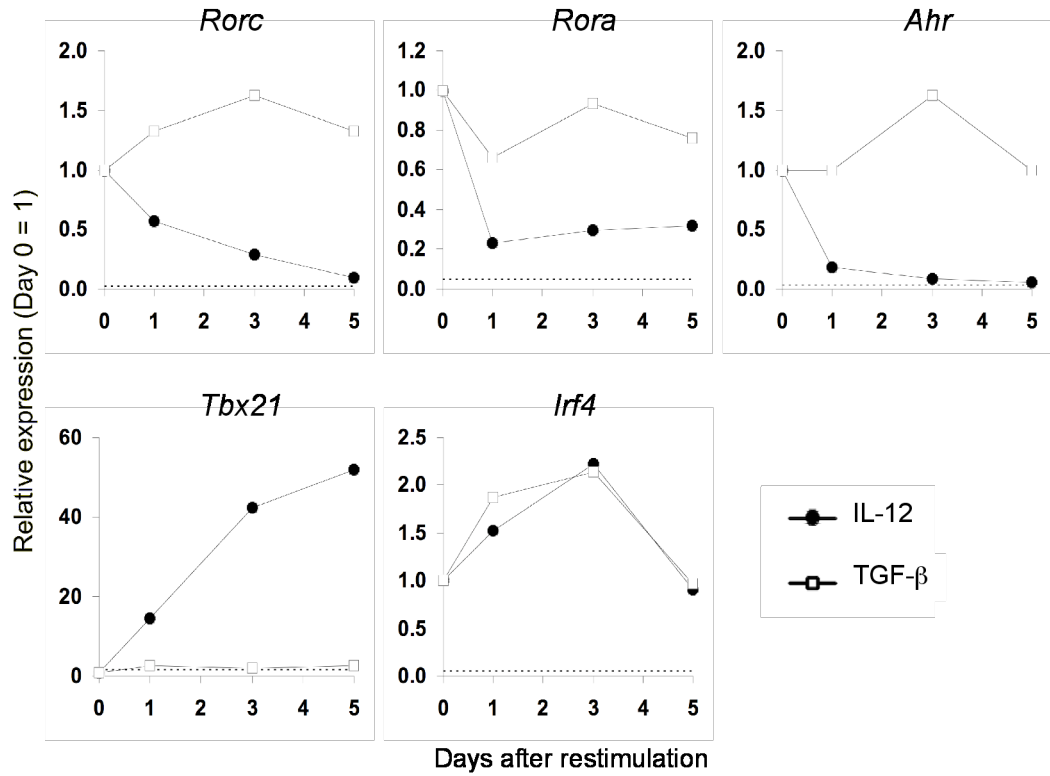 Relative expression (Day 0 = 1)
Rorc
2.0
1.5
1.0
0.5
0.0
0 1 2 3 4 5
Rora
1.2
1.0
0.8
0.6
0.4
0.2
0.0
0 1 2 3 4 5
Ahr
2.0
1.5
1.0
0.5
0.0
0 1 2 3 4 5
Tbx21
60
40
20
0
0 1 2 3 4 5
Irf4
2.5
2.0
1.5
1.0
0.5
0.0
0 1 2 3 4 5
IL-12
TGF-β
Days after restimulation